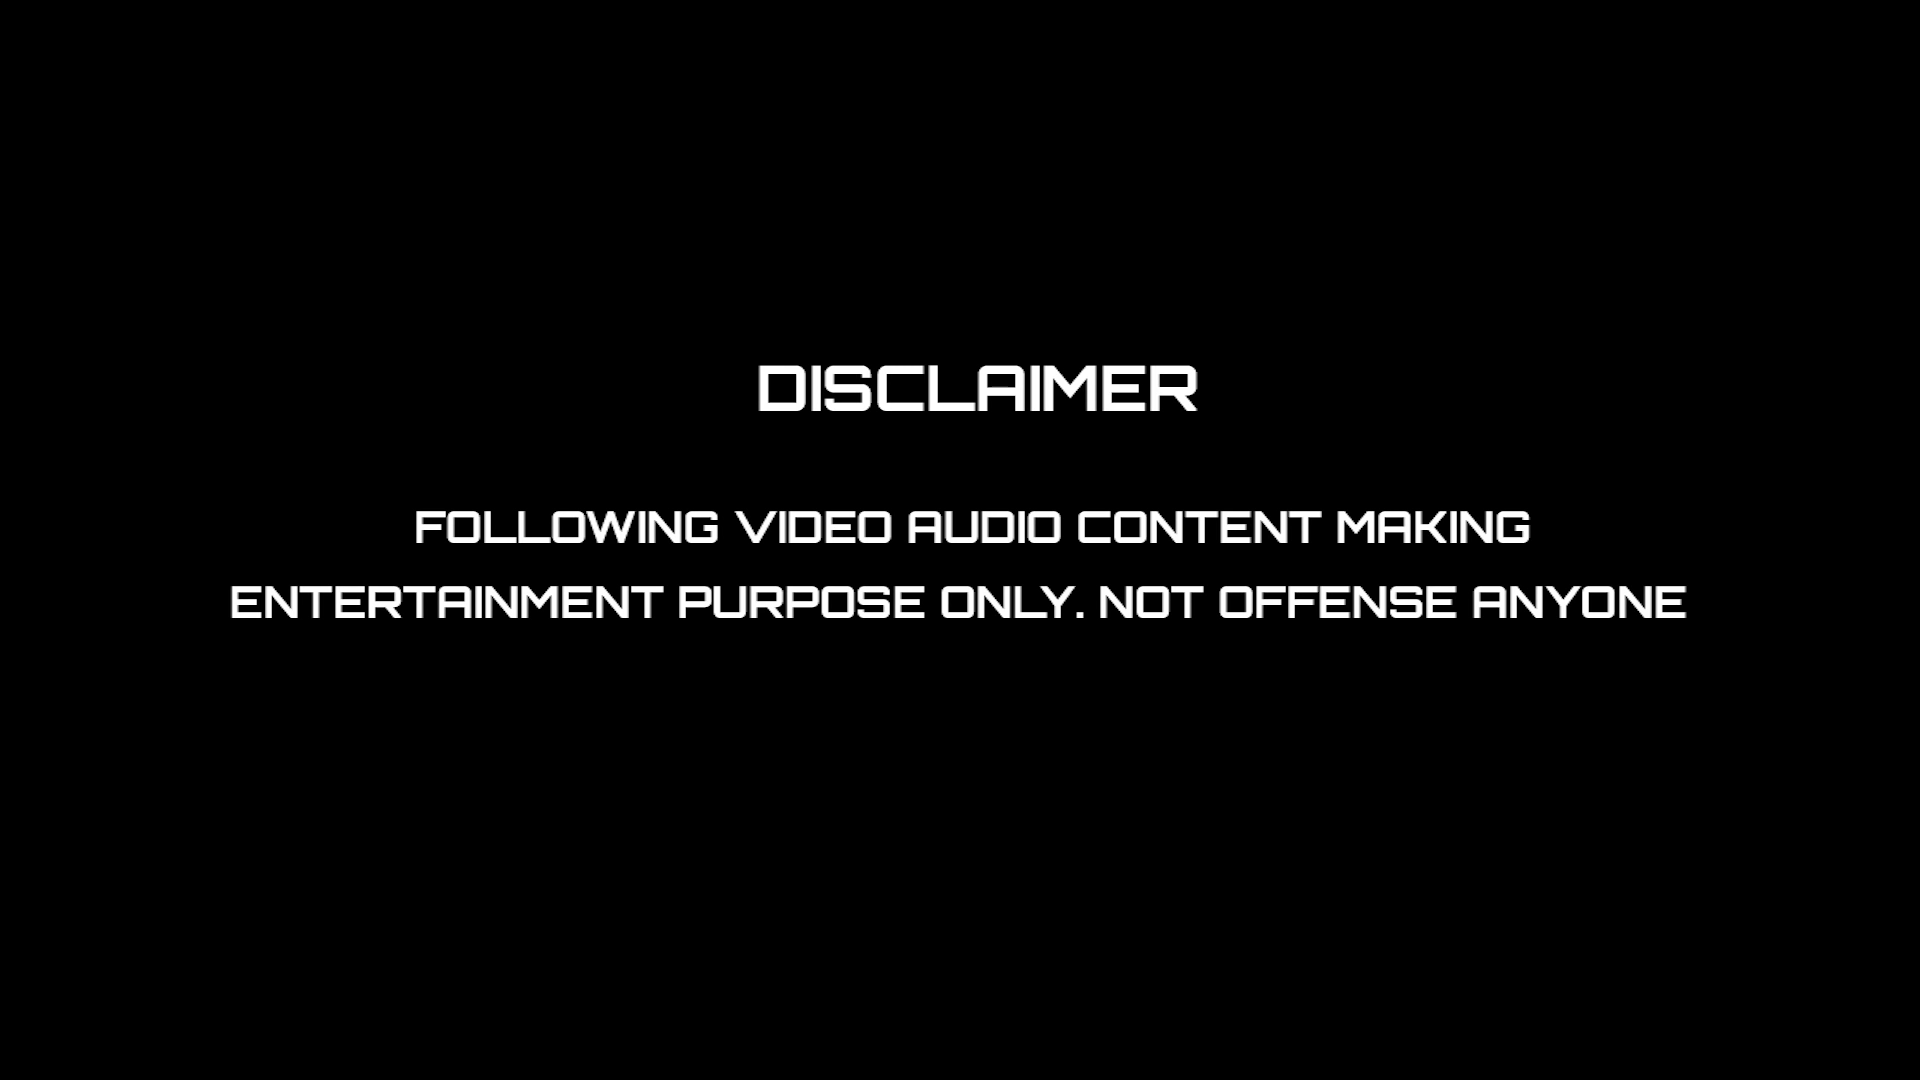 DISCLAIMER
FOLLOWING VIDEO AUDIO CONTENT MAKING
ENTERTAINMENT PURPOSE ONLY. NOT OFFENSE ANYONE